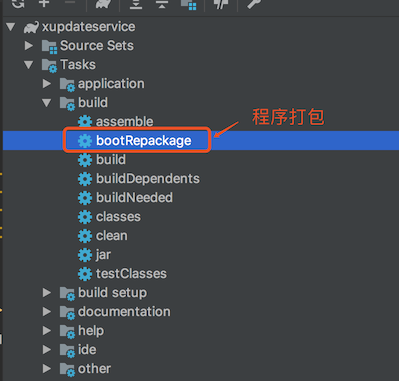 xupdateservice
Source Sets
Tasks
application
build
assemble
程序打包
bootRepackage
build
buildDependents
buildNeeded
classes
clean
jar
testClasses
build setup
documentation
help
ide
other